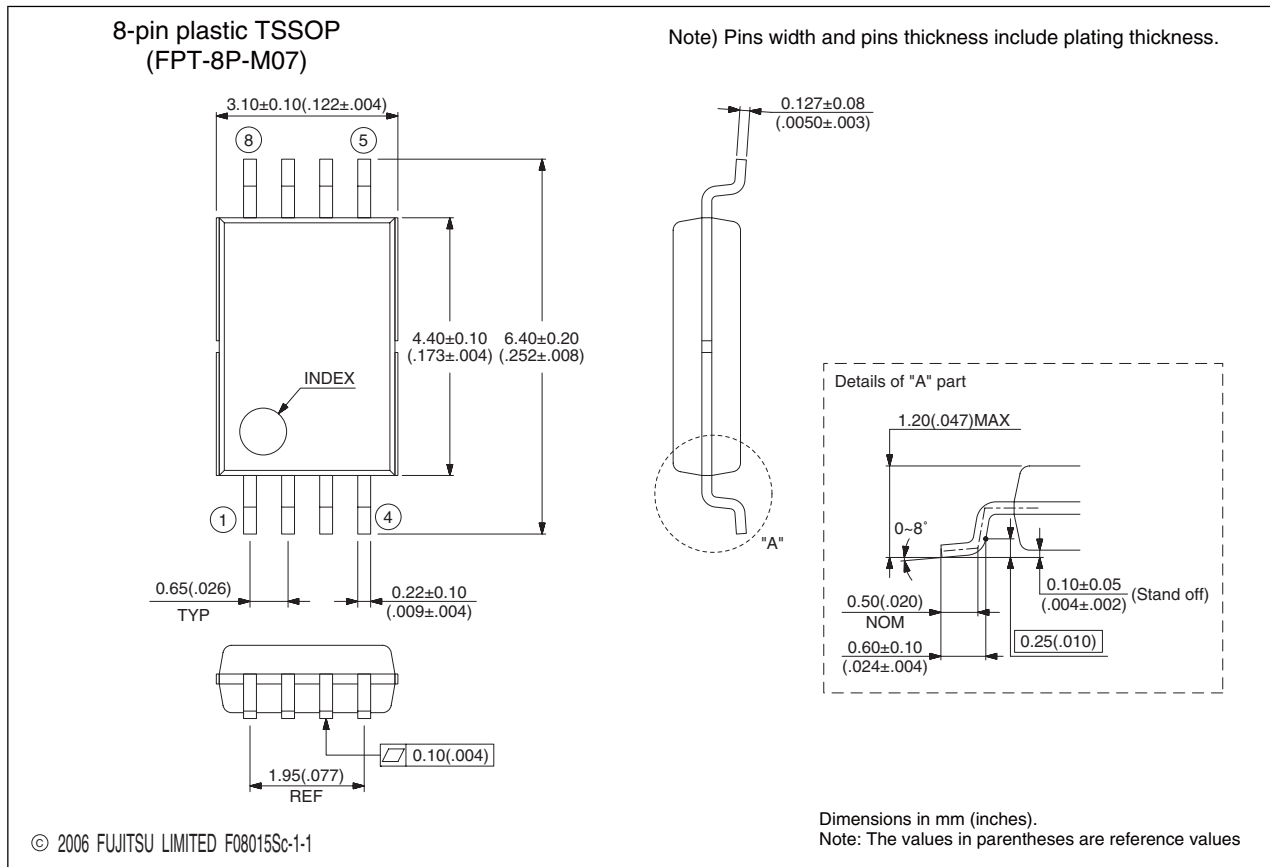 8-pin plastic TSSOP
(FPT-8P-M07)
Note) Pins width and pins thickness include plating thickness.
3.10±0.10(.122±.004)
0.127±0.08
(.0050±.003)
8
5
4.40±0.10
(.173±.004)
6.40±0.20
(.252±.008)
INDEX
1
4
"A"
0.65(.026)
TYP
0.22±0.10
(.009±.004)
Details of "A" part
1.20(.047)MAX
0~8°
0.10±0.05
(.004±.002)
(Stand off)
0.50(.020)
NOM
0.60±0.10
(.024±.004)
0.25(.010)
0.10(.004)
1.95(.077)
REF
© 2006 FUJITSU LIMITED F08015Sc-1-1
Dimensions in mm (inches).
Note: The values in parentheses are reference values